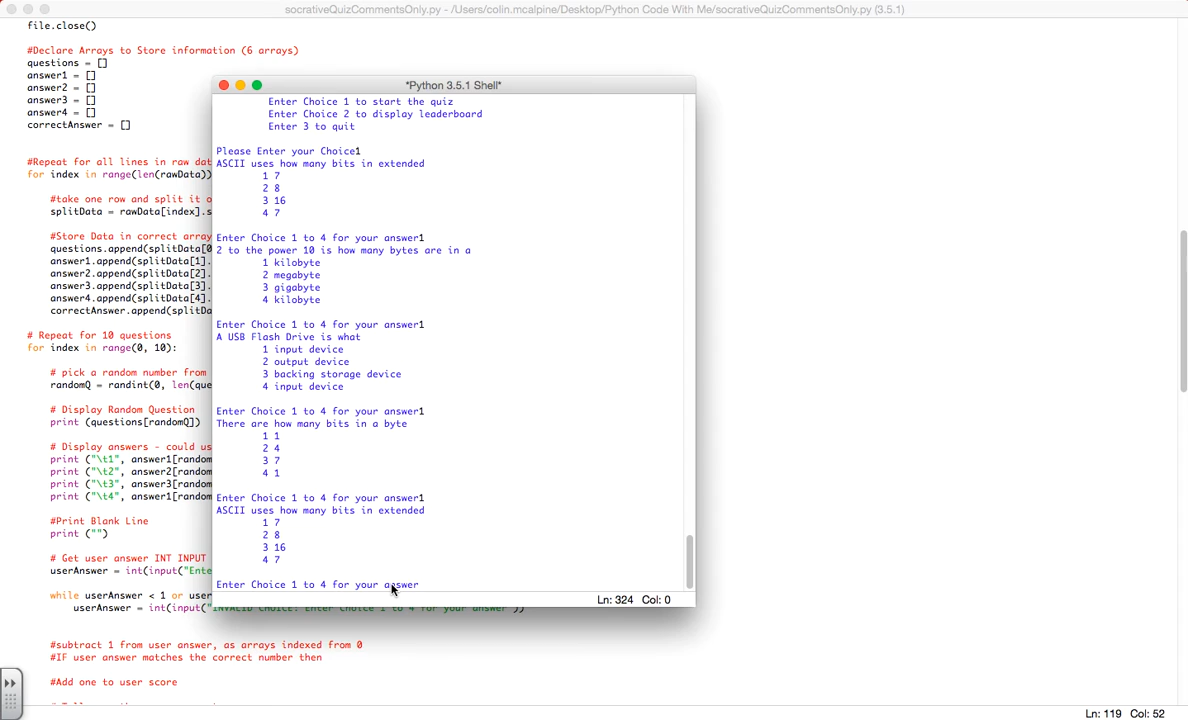 socrativeQuizCommentsOnly.py - /Users/colin.mcalpine/Desktop/Python Code With Me/socrativeQuizCommentsOnly.py (3.5.1)
file.close()
#Declare Arrays to Store information (6 arrays)
questions = []
answer1 = []
answer2 = []
answer3 = []
answer4 = []
correctAnswer = []
#Repeat for all lines in raw dat
for index in range(len(rawData))
#take one row and split it o
splitData = rawData[index].s
#Store Data in correct array
questions.append(splitData[0
answer1.append(splitData[1].
answer2.append(splitData[2].
answer3.append(splitData[3].
answer4.append(splitData[4].
correctAnswer.append(splitDa
# Repeat for 10 questions
for index in range(0, 10):
# pick a random number from
randomQ = randint(0, len(que
# Display Random Question
print (questions[randomQ])
# Display answers - could us
print ("\t1", answer1[random
print ("\t2", answer2[random
print ("\t3", answer3[random
print ("\t4", answer1[random
#Print Blank Line
print ("")
# Get user answer INT INPUT
userAnswer = int(input("Ente
while userAnswer < 1 or user
userAnswer = int(input("INVALID CHOICE: Enter Choice 1 to 4 for your answer"))
#subtract 1 from user answer, as arrays indexed from 0
#IF user answer matches the correct number then
#Add one to user score
*Python 3.5.1 Shell*
Enter Choice 1 to start the quiz
Enter Choice 2 to display leaderboard
Enter 3 to quit
Please Enter your Choice1
ASCII uses how many bits in extended
1 7
2 8
3 16
4 7
Enter Choice 1 to 4 for your answer1
2 to the power 10 is how many bytes are in a
1 kilobyte
2 megabyte
3 gigabyte
4 kilobyte
Enter Choice 1 to 4 for your answer1
A USB Flash Drive is what
1 input device
2 output device
3 backing storage device
4 input device
Enter Choice 1 to 4 for your answer1
There are how many bits in a byte
1 1
2 4
3 7
4 1
Enter Choice 1 to 4 for your answer1
ASCII uses how many bits in extended
1 7
2 8
3 16
4 7
Enter Choice 1 to 4 for your answer
Ln: 324 Col: 0
Ln: 119 Col: 52